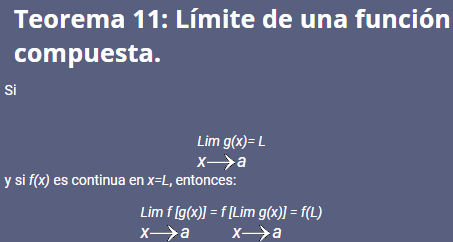 Teorema 11: Límite de una función
compuesta.
Si
Lim g(x)= L
x→a
y si f(x) es continua en x=L, entonces:
Lim f [g(x)] = f [Lim g(x)] = f(L)
x→a x→a